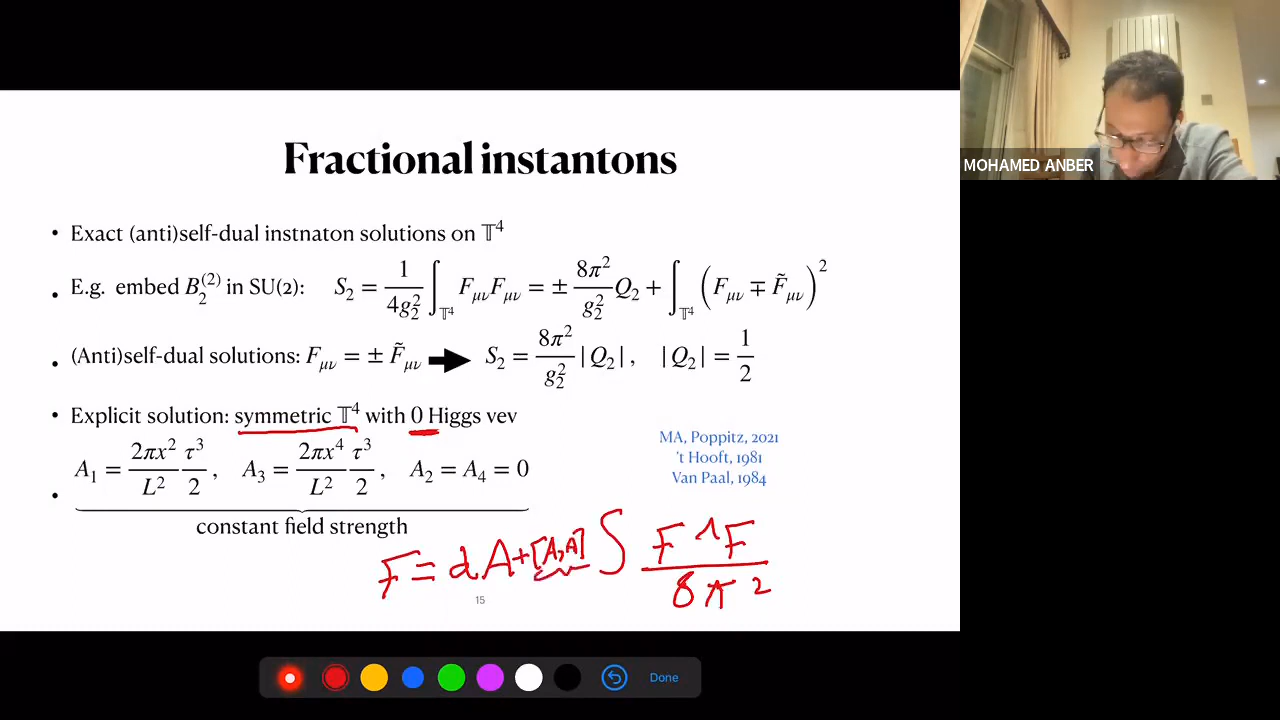 Fractional instantons
• Exact (anti)self-dual instnaton solutions on 𝕋⁴
• E.g. embed B₂⁽²⁾ in SU(2): S₂ = 1/(4g₂²) ∫_𝕋⁴ F_μν F_μν = ± 8π²/g₂² Q₂ + ∫_𝕋⁴ (F_μν ∓ F̃_μν)²
• (Anti)self-dual solutions: F_μν = ± F̃_μν ➡ S₂ = 8π²/g₂² |Q₂| , |Q₂| = 1/2
• Explicit solution: symmetric 𝕋⁴ with 0 Higgs vev
MA, Poppitz, 2021
't Hooft, 1981
Van Paal, 1984
• A₁ = 2πx²/L² τ³/2 , A₃ = 2πx⁴/L² τ³/2 , A₂ = A₄ = 0
constant field strength
F = dA + [A,A] ∫ F ∧ F / 8π²
15
MOHAMED ANBER
Done